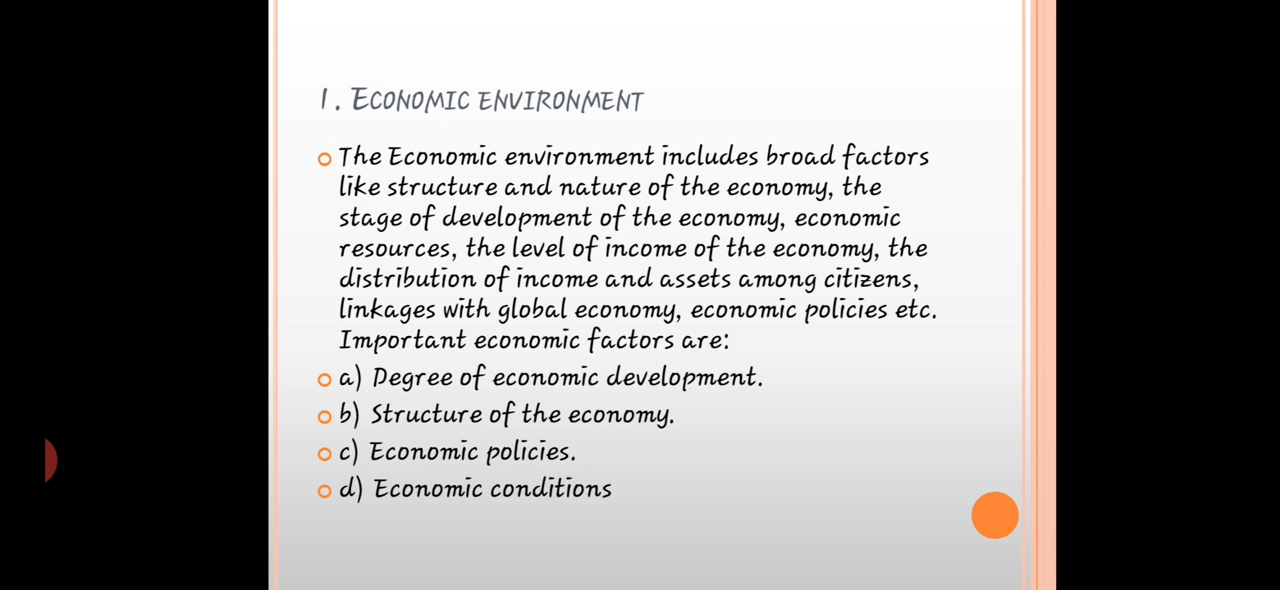 1. ECONOMIC ENVIRONMENT
The Economic environment includes broad factors
like structure and nature of the economy, the
stage of development of the economy, economic
resources, the level of income of the economy, the
distribution of income and assets among citizens,
linkages with global economy, economic policies etc.
Important economic factors are:
a) Degree of economic development.
b) Structure of the economy.
c) Economic policies.
d) Economic conditions